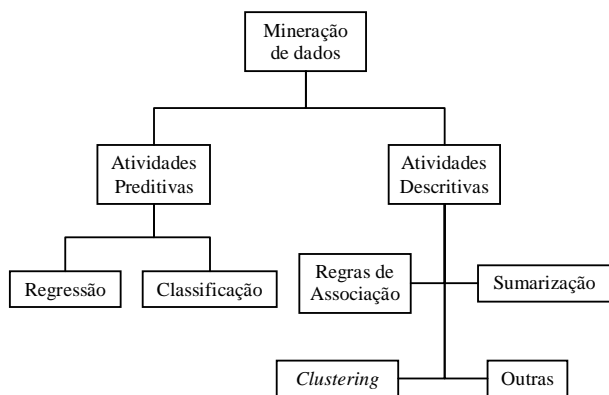 Mineração
de dados
Atividades
Preditivas
Atividades
Descritivas
Regressão
Classificação
Regras de
Associação
Sumarização
Clustering
Outras